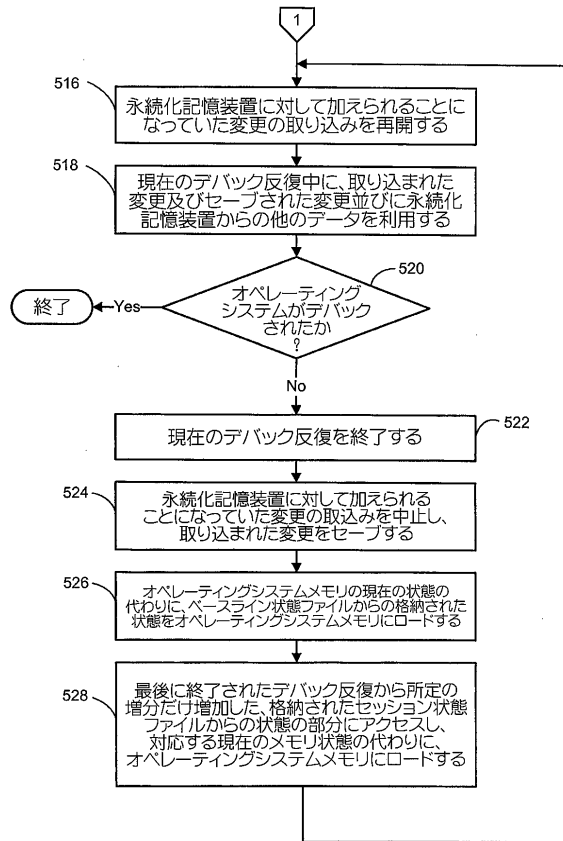 1
516
永続化記憶装置に対して加えられることに
なっていた変更の取り込みを再開する
518
現在のデバック反復中に、取り込まれた
変更及びセーブされた変更並びに永続化
記憶装置からの他のデータを利用する
520
オペレーティング
システムがデバック
されたか
?
Yes
終了
No
522
現在のデバック反復を終了する
524
永続化記憶装置に対して加えられる
ことになっていた変更の取込みを中止し、
取り込まれた変更をセーブする
526
オペレーティングシステムメモリの現在の状態の
代わりに、ベースライン状態ファイルからの格納された
状態をオペレーティングシステムメモリにロードする
528
最後に終了されたデバック反復から所定の
増分だけ増加した、格納されたセッション状態
ファイルからの状態の部分にアクセスし、
対応する現在のメモリ状態の代わりに、
オペレーティングシステムメモリにロードする